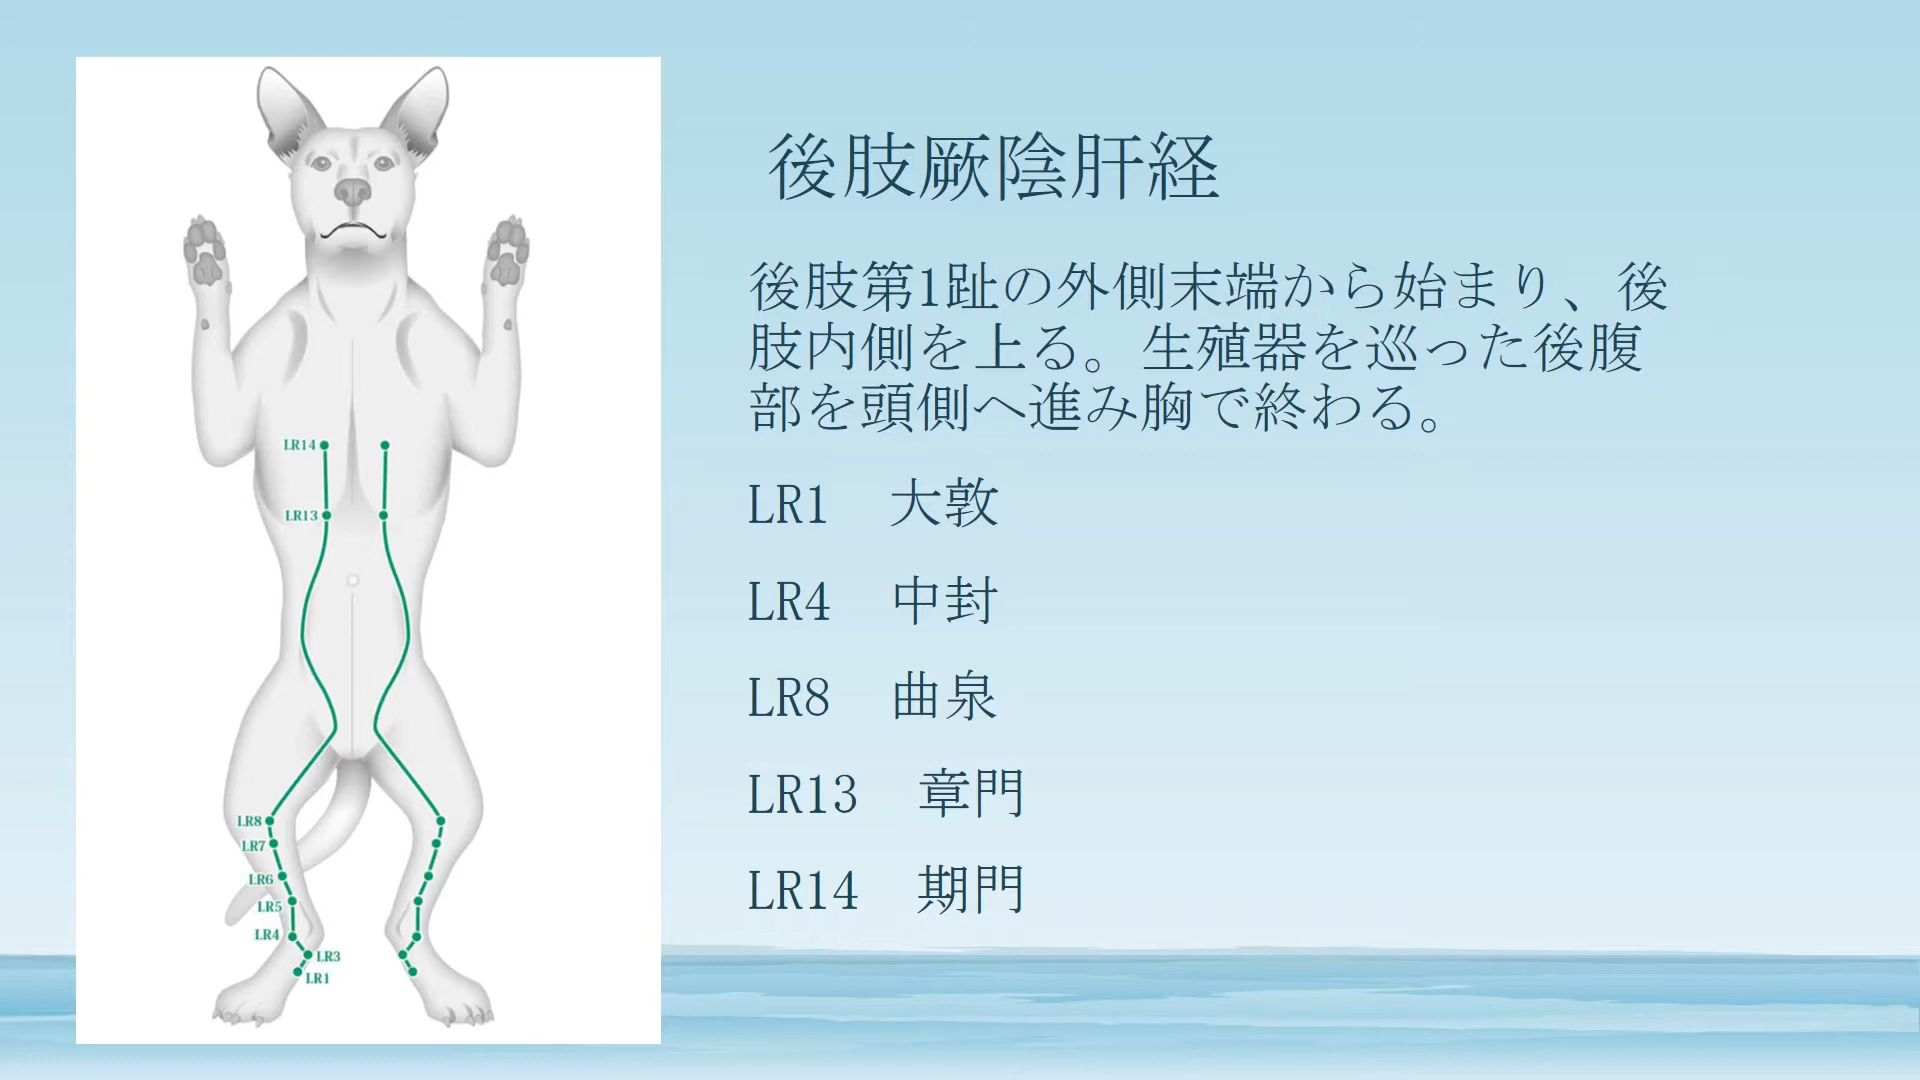 後肢厥陰肝経
後肢第1趾の外側末端から始まり、後
肢内側を上る。生殖器を巡った後腹
部を頭側へ進み胸で終わる。
LR1　大敦
LR4　中封
LR8　曲泉
LR13　章門
LR14　期門
LR14
LR13
LR8
LR7
LR6
LR5
LR4
LR3
LR1